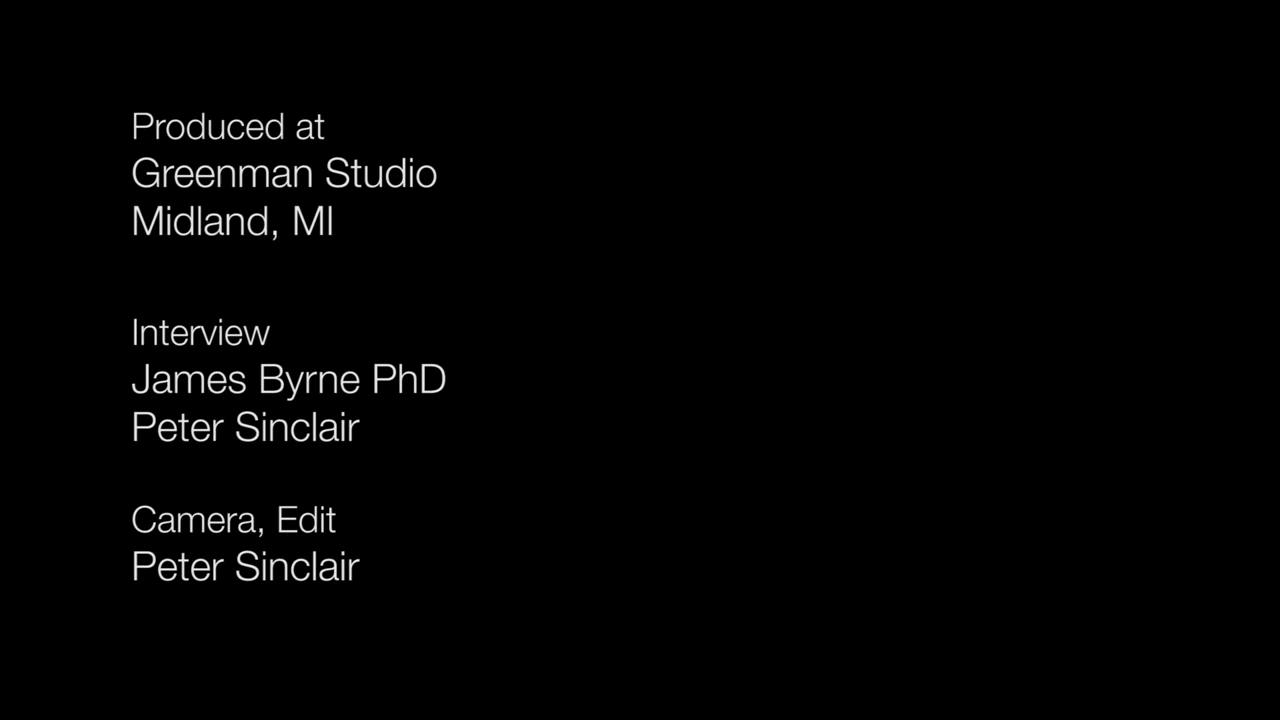 Produced at
Greenman Studio
Midland, MI
Interview
James Byrne PhD
Peter Sinclair
Camera, Edit
Peter Sinclair